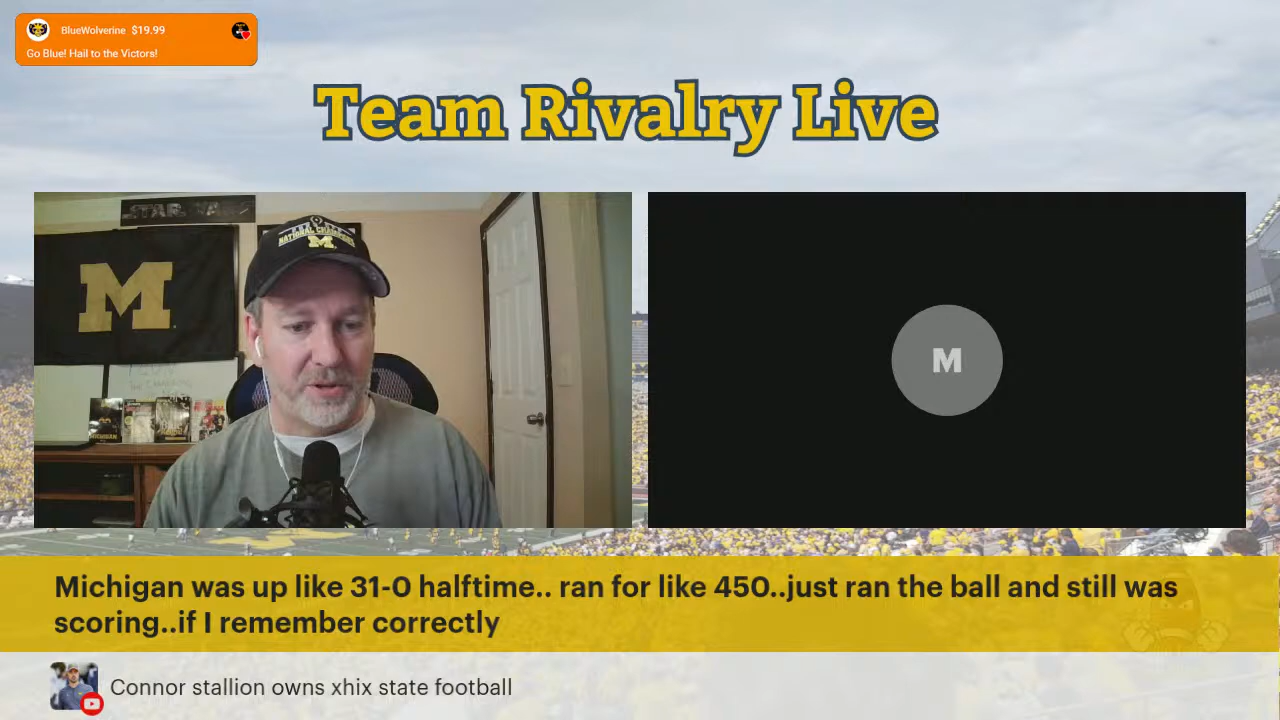 BlueWolverine $19.99
Go Blue! Hail to the Victors!
Team Rivalry Live
STAR WARS
NATIONAL CHAMPIONS
M
M
M
Michigan was up like 31-0 halftime.. ran for like 450..just ran the ball and still was
scoring..if I remember correctly
Connor stallion owns xhix state football